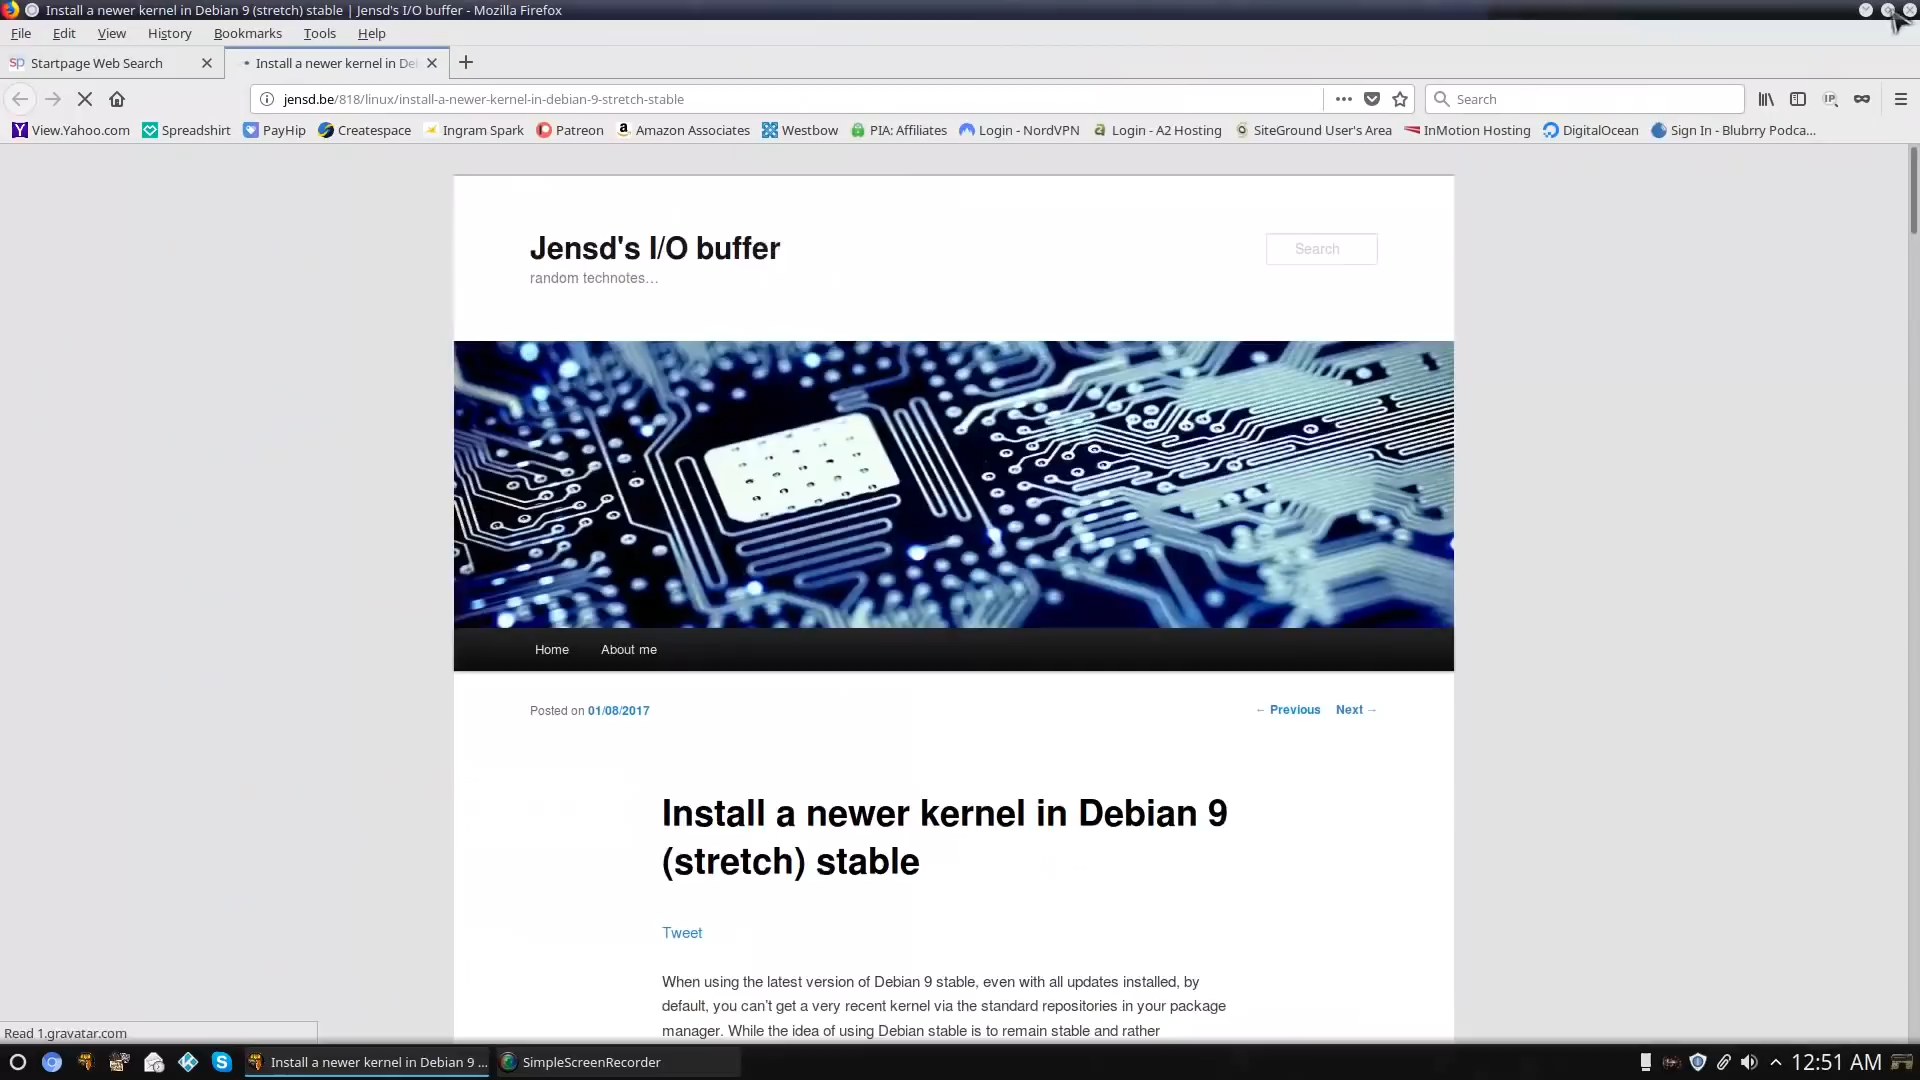 Install a newer kernel in Debian 9 (stretch) stable | Jensd's I/O buffer - Mozilla Firefox
File Edit View History Bookmarks Tools Help
sp Startpage Web Search Install a newer kernel in De
jensd.be/818/linux/install-a-newer-kernel-in-debian-9-stretch-stable Search IP
View.Yahoo.com Spreadshirt PayHip Createspace Ingram Spark Patreon Amazon Associates Westbow PIA: Affiliates Login - NordVPN Login - A2 Hosting SiteGround User's Area InMotion Hosting DigitalOcean Sign In - Blubrry Podca...
Jensd's I/O buffer
Search
random technotes…
Home About me
Posted on 01/08/2017 ← Previous Next →
Install a newer kernel in Debian 9
(stretch) stable
Tweet
When using the latest version of Debian 9 stable, even with all updates installed, by
default, you can't get a very recent kernel via the standard repositories in your package
manager. While the idea of using Debian stable is to remain stable and rather
Read 1.gravatar.com
Install a newer kernel in Debian 9 ... SimpleScreenRecorder 12:51 AM